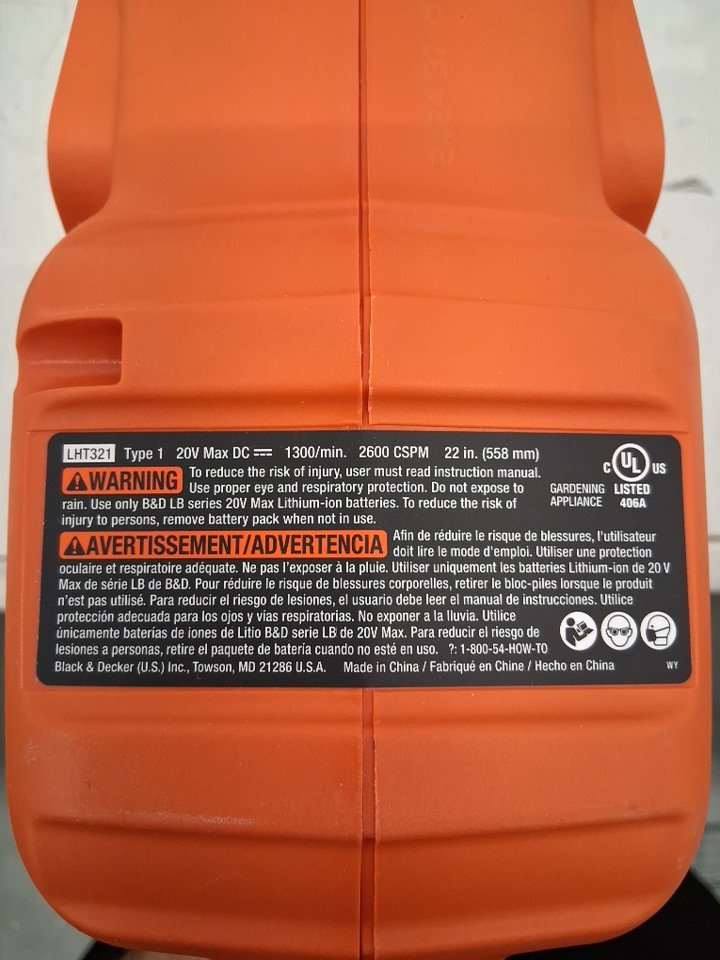 LHT321 Type 1 20V Max DC 1300/min. 2600 CSPM 22 in. (558 mm)
C UL US
GARDENING APPLIANCE LISTED 406A
WARNING To reduce the risk of injury, user must read instruction manual.
Use proper eye and respiratory protection. Do not expose to
rain. Use only B&D LB series 20V Max Lithium-ion batteries. To reduce the risk of
injury to persons, remove battery pack when not in use.
AVERTISSEMENT/ADVERTENCIA Afin de réduire le risque de blessures, l'utilisateur
doit lire le mode d'emploi. Utiliser une protection
oculaire et respiratoire adéquate. Ne pas l'exposer à la pluie. Utiliser uniquement les batteries Lithium-ion de 20 V
Max de série LB de B&D. Pour réduire le risque de blessures corporelles, retirer le bloc-piles lorsque le produit
n'est pas utilisé. Para reducir el riesgo de lesiones, el usuario debe leer el manual de instrucciones. Utilice
protección adecuada para los ojos y vías respiratorias. No exponer a la lluvia. Utilice
únicamente baterías de iones de Litio B&D serie LB de 20V Max. Para reducir el riesgo de
lesiones a personas, retire el paquete de batería cuando no esté en uso. ?: 1-800-54-HOW-TO
Black & Decker (U.S.) Inc., Towson, MD 21286 U.S.A. Made in China / Fabriqué en Chine / Hecho en China WY